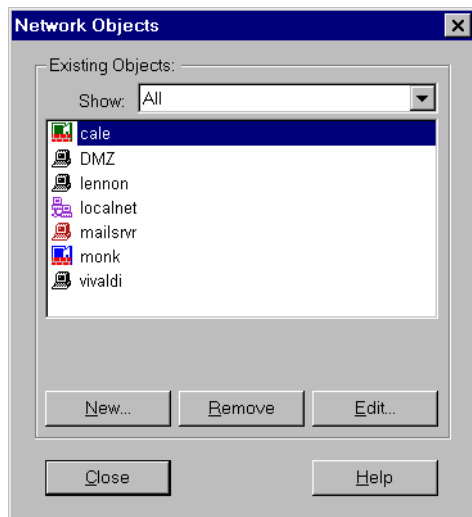 Network Objects
Existing Objects:
Show: All
cale
DMZ
lennon
localnet
mailsrvr
monk
vivaldi
New... Remove Edit...
Close Help